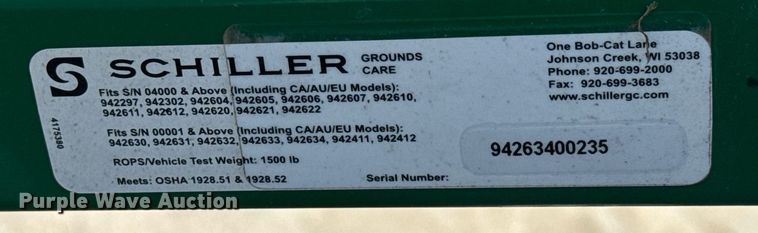 S SCHILLER GROUNDS CARE
Fits S/N 04000 & Above (Including CA/AU/EU Models):
942297, 942302, 942604, 942605, 942606, 942607, 942610,
942611, 942612, 942620, 942621, 942622
Fits S/N 00001 & Above (Including CA/AU/EU Models):
942630, 942631, 942632, 942633, 942634, 942411, 942412
ROPS/Vehicle Test Weight: 1500 lb
Meets: OSHA 1928.51 & 1928.52
Serial Number:
4175380
One Bob-Cat Lane
Johnson Creek, WI 53038
Phone: 920-699-2000
Fax: 920-699-3683
www.schillergc.com
94263400235
Purple Wave Auction